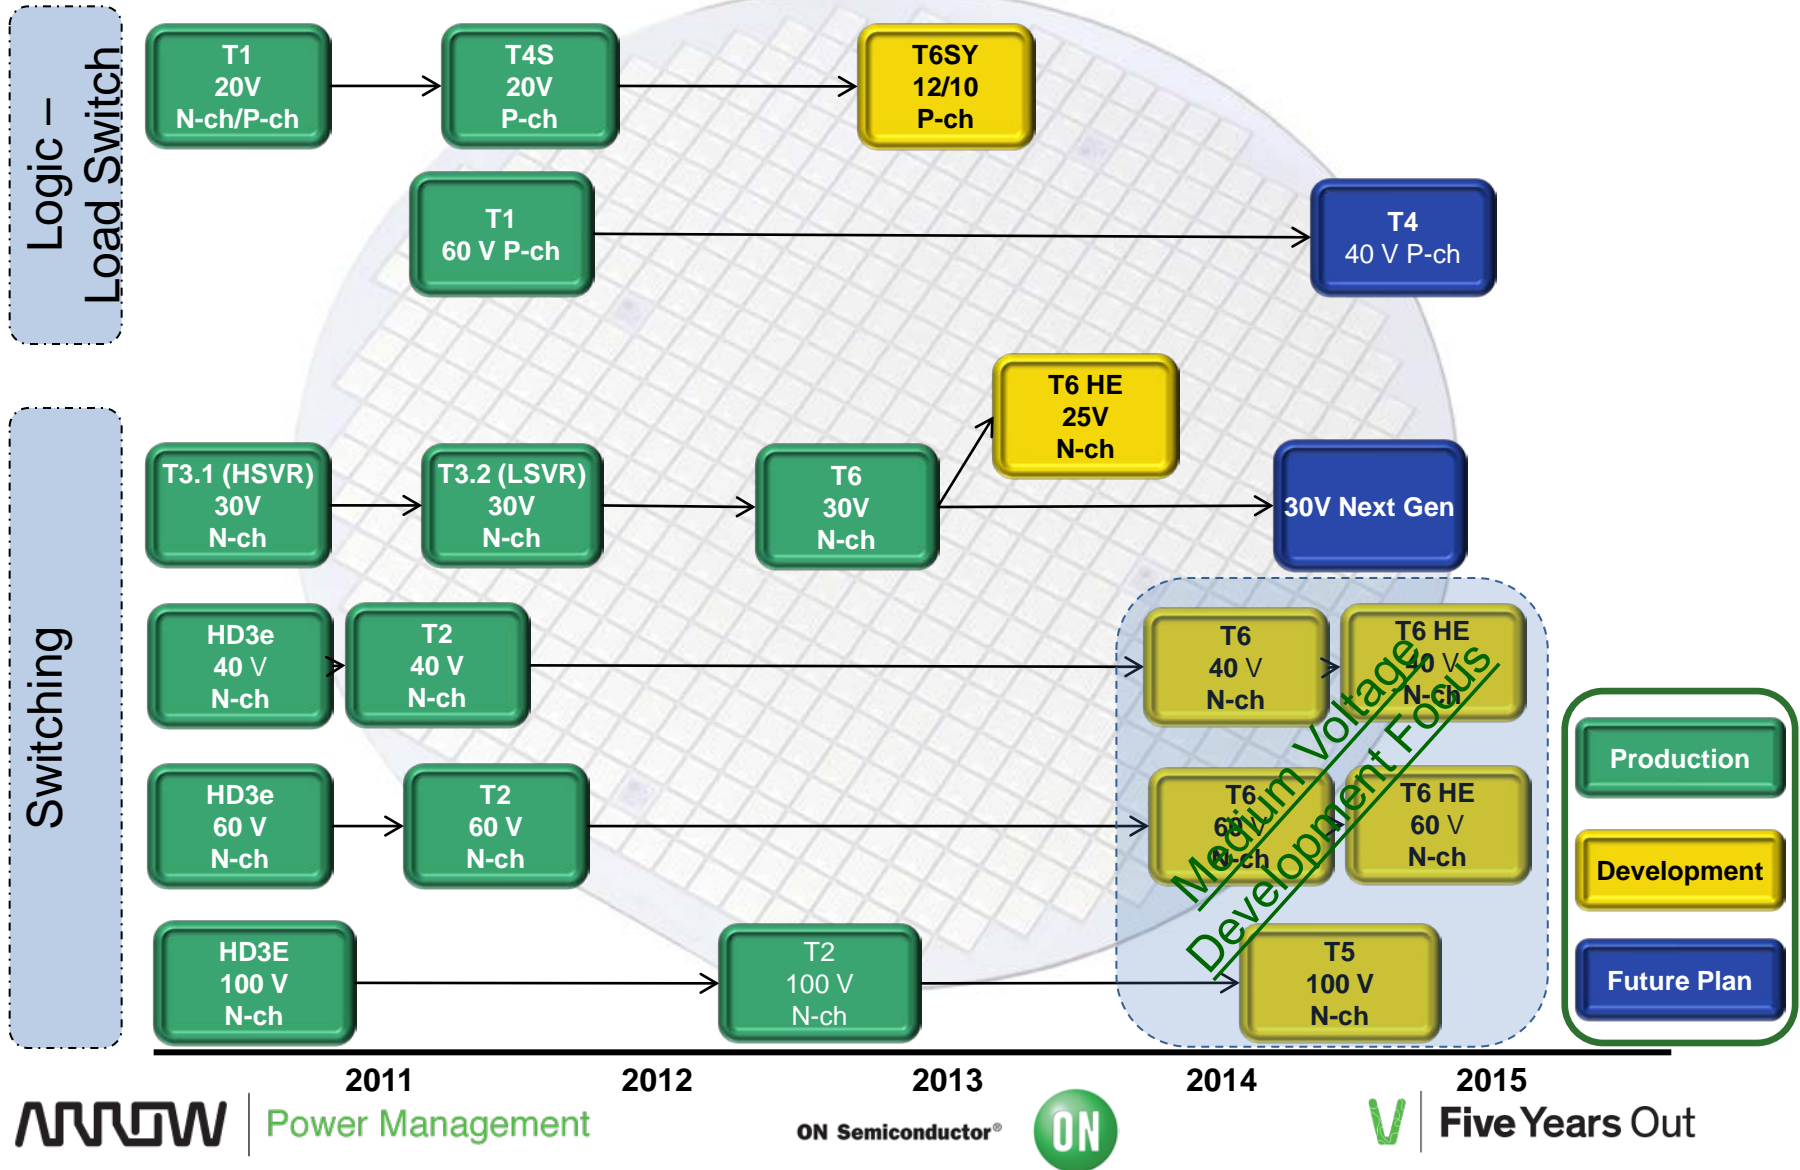 Logic –
Load Switch
T1
20V
N-ch/P-ch
T4S
20V
P-ch
T6SY
12/10
P-ch
T1
60 V P-ch
T4
40 V P-ch
Switching
T6 HE
25V
N-ch
T3.1 (HSVR)
30V
N-ch
T3.2 (LSVR)
30V
N-ch
T6
30V
N-ch
30V Next Gen
HD3e
40 V
N-ch
T2
40 V
N-ch
T6
40 V
N-ch
T6 HE
40 V
N-ch
HD3e
60 V
N-ch
T2
60 V
N-ch
T6
60 V
N-ch
T6 HE
60 V
N-ch
Medium Voltage
Development Focus
HD3E
100 V
N-ch
T2
100 V
N-ch
T5
100 V
N-ch
Production
Development
Future Plan
2011 2012 2013 2014 2015
ARROW Power Management
ON Semiconductor®
ON
Five Years Out